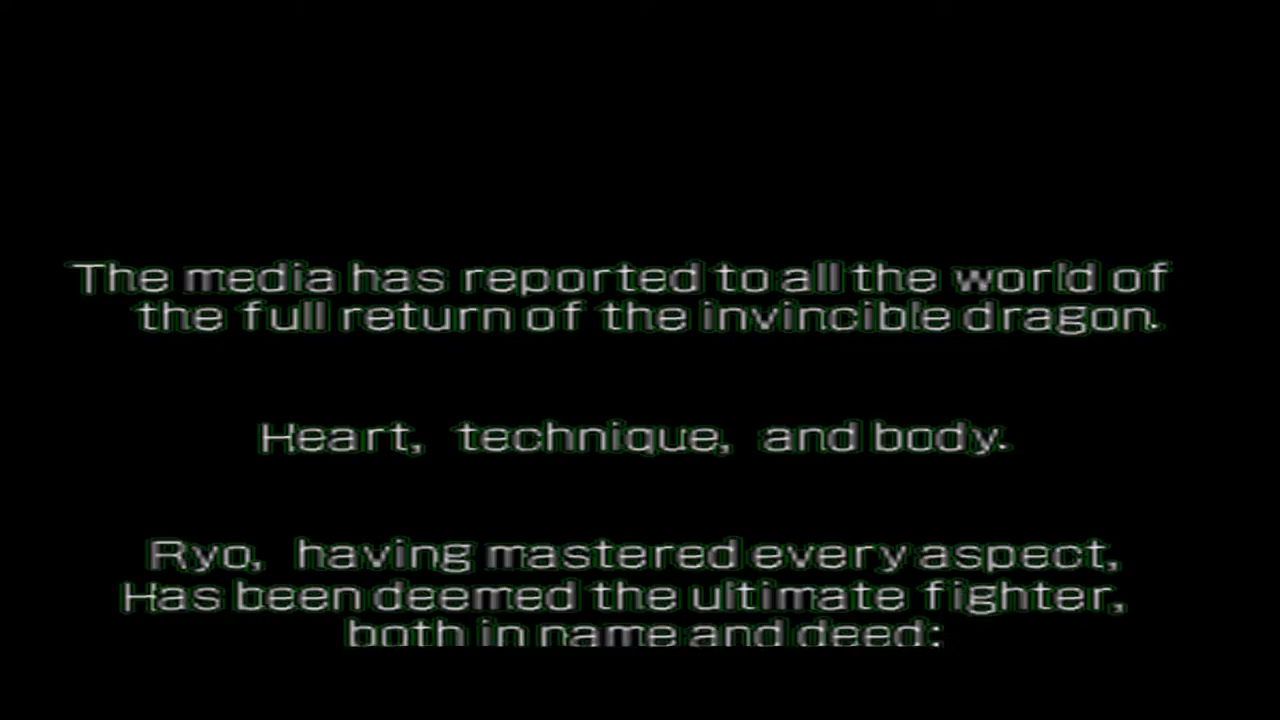 The media has reported to all the world of
the full return of the invincible dragon.
Heart, technique, and body.
Ryo, having mastered every aspect,
Has been deemed the ultimate fighter,
both in name and deed: